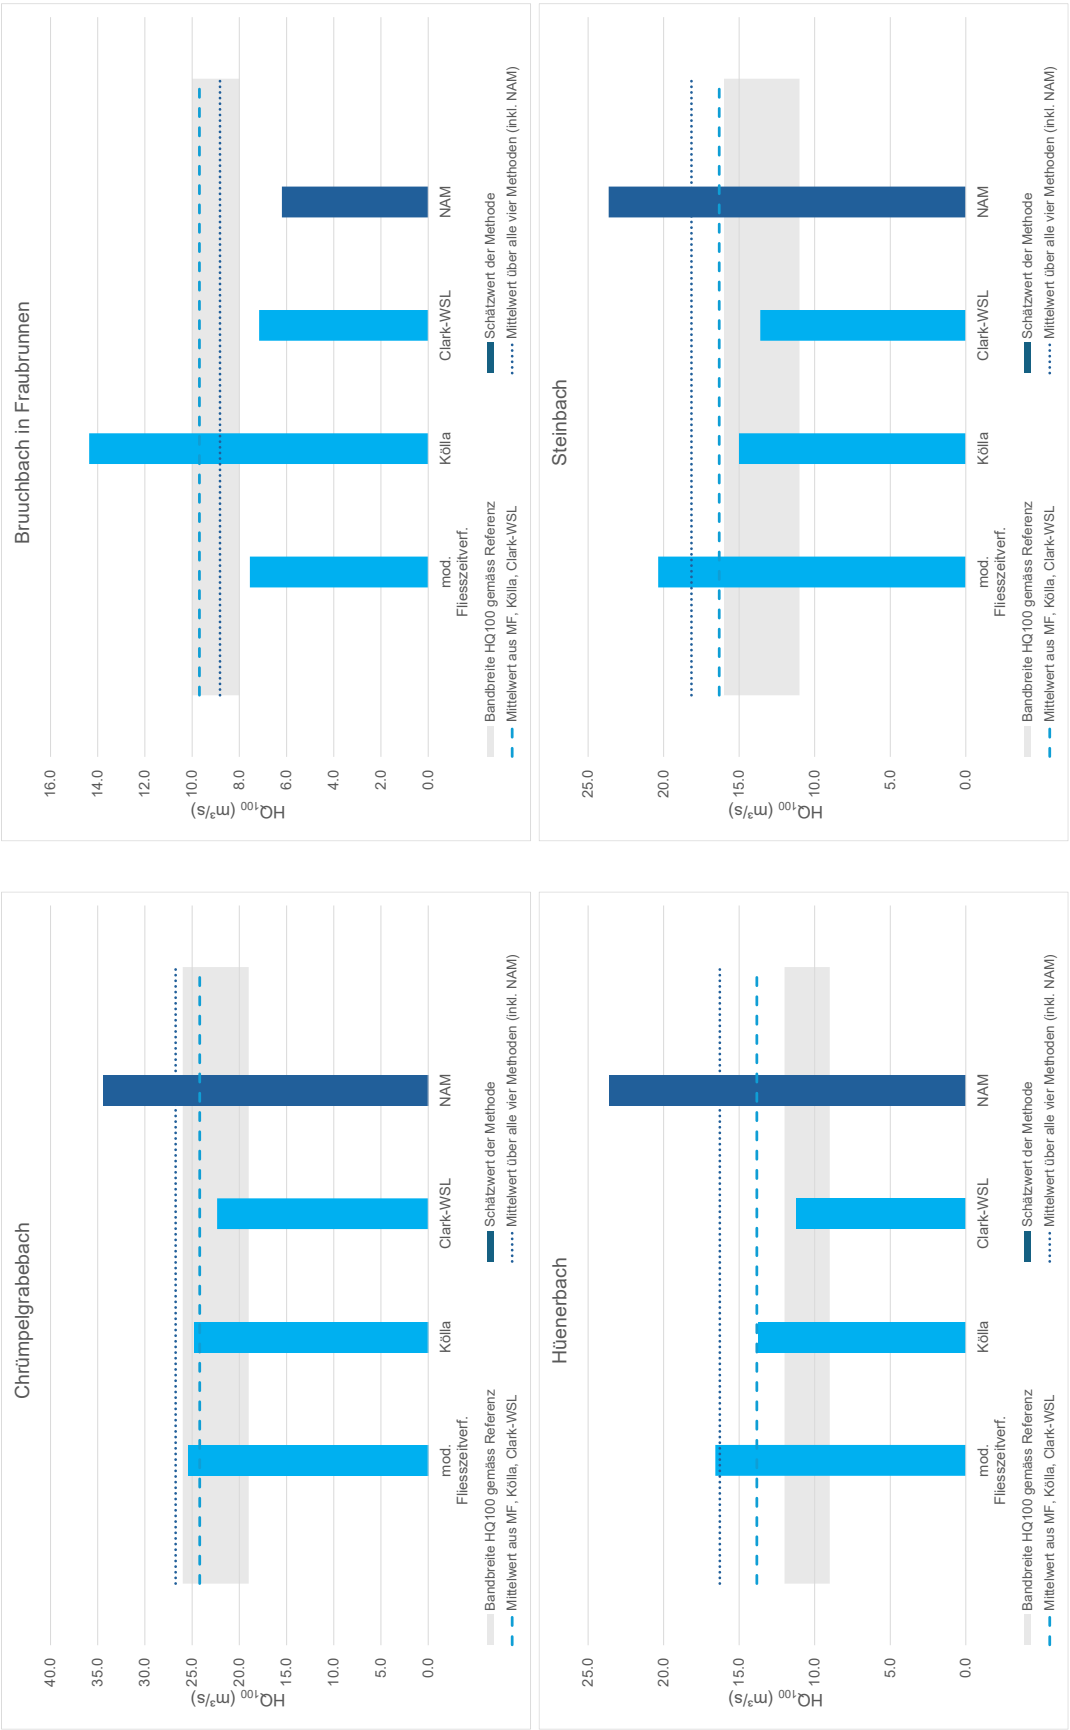 Chrümpelgrabebach
40.0
35.0
30.0
25.0
20.0
15.0
10.0
5.0
0.0
HQ100 (m³/s)
mod.
Fliesszeitverf.
Kölla
Clark-WSL
NAM
Bandbreite HQ100 gemäss Referenz
Schätzwert der Methode
Mittelwert aus MF, Kölla, Clark-WSL
Mittelwert über alle vier Methoden (inkl. NAM)
Bruuchbach in Fraubrunnen
16.0
14.0
12.0
10.0
8.0
6.0
4.0
2.0
0.0
HQ100 (m³/s)
mod.
Fliesszeitverf.
Kölla
Clark-WSL
NAM
Bandbreite HQ100 gemäss Referenz
Schätzwert der Methode
Mittelwert aus MF, Kölla, Clark-WSL
Mittelwert über alle vier Methoden (inkl. NAM)
Hüenerbach
25.0
20.0
15.0
10.0
5.0
0.0
HQ100 (m³/s)
mod.
Fliesszeitverf.
Kölla
Clark-WSL
NAM
Bandbreite HQ100 gemäss Referenz
Schätzwert der Methode
Mittelwert aus MF, Kölla, Clark-WSL
Mittelwert über alle vier Methoden (inkl. NAM)
Steinbach
25.0
20.0
15.0
10.0
5.0
0.0
HQ100 (m³/s)
mod.
Fliesszeitverf.
Kölla
Clark-WSL
NAM
Bandbreite HQ100 gemäss Referenz
Schätzwert der Methode
Mittelwert aus MF, Kölla, Clark-WSL
Mittelwert über alle vier Methoden (inkl. NAM)